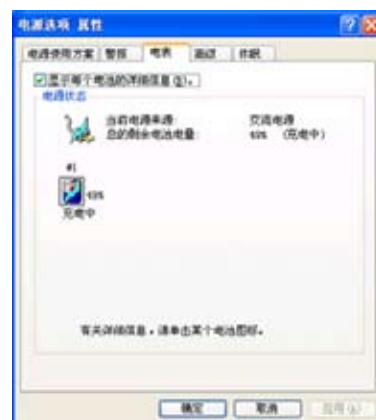 电源选项 属性
电源使用方案 警报 电表 高级 休眠
显示每个电池的详细信息(D)。
电源状态
当前电源来源: 交流电源
总的剩余电池电量: (充电中)
#1
充电中
有关详细信息，请单击某个电池图标。
确定 取消 应用(A)